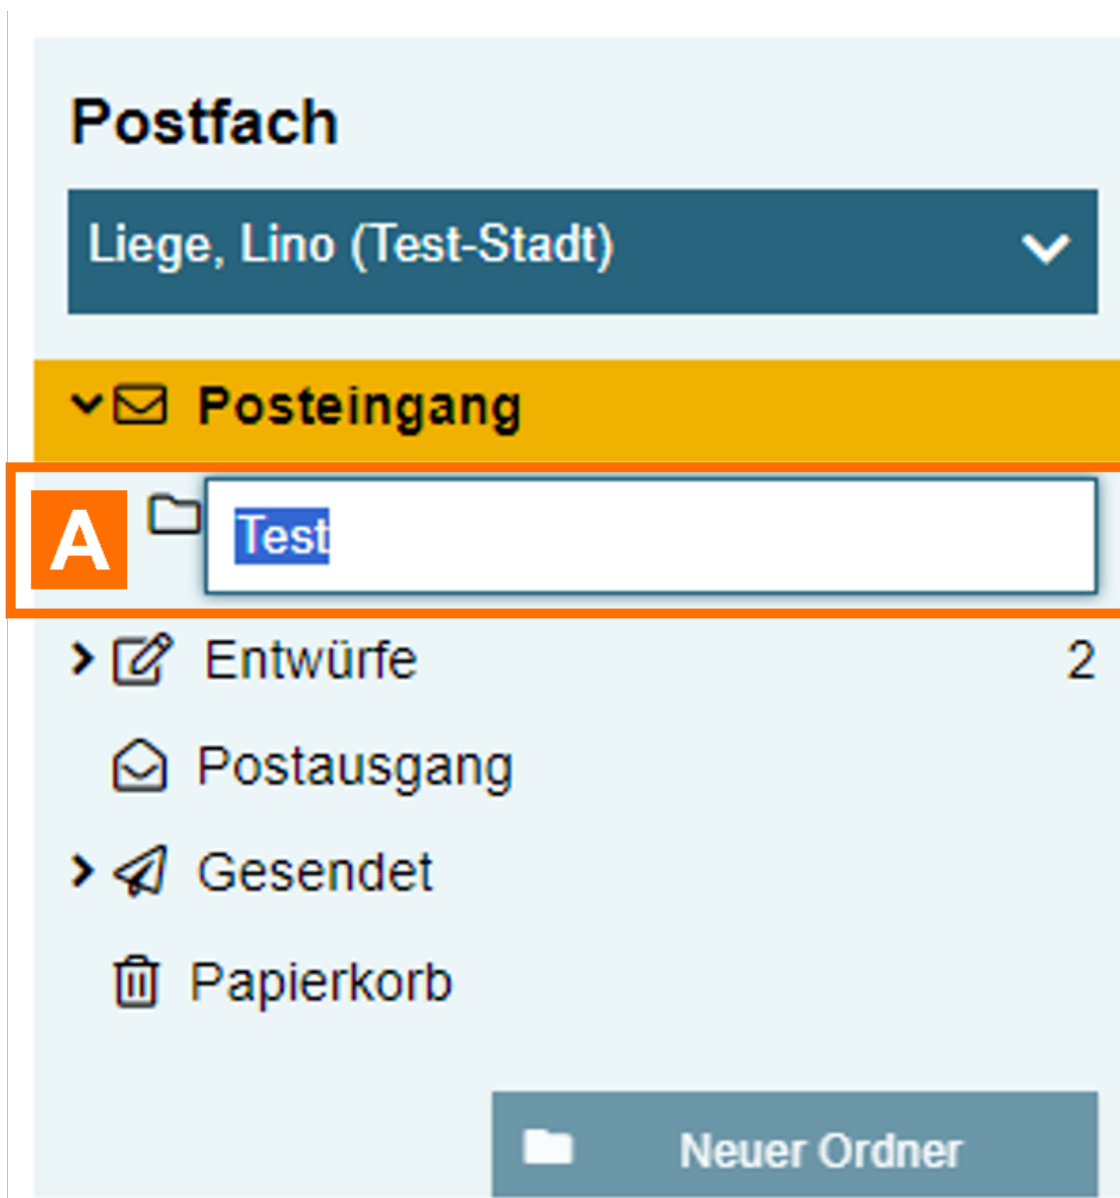 Postfach
Liege, Lino (Test-Stadt)
Posteingang
A Test
Entwürfe 2
Postausgang
Gesendet
Papierkorb
Neuer Ordner